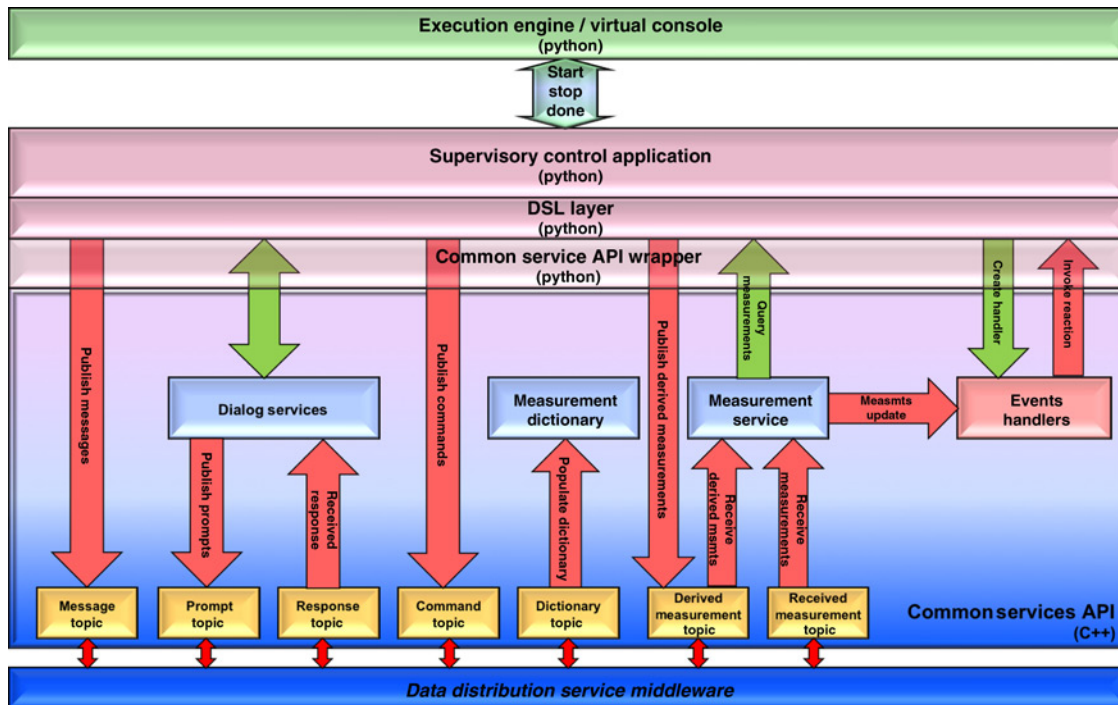 Execution engine / virtual console
(python)
Start
stop
done
Supervisory control application
(python)
DSL layer
(python)
Common service API wrapper
(python)
Publish messages
Publish commands
Publish derived measurements
Query
measurements
Create handler
Invoke reaction
Dialog services
Measurement
dictionary
Measurement
service
Measmts
update
Events
handlers
Publish prompts
Received
response
Populate dictionary
Receive
derived msmts
Receive
measurements
Message
topic
Prompt
topic
Response
topic
Command
topic
Dictionary
topic
Derived
measurement
topic
Received
measurement
topic
Common services API
(C++)
Data distribution service middleware